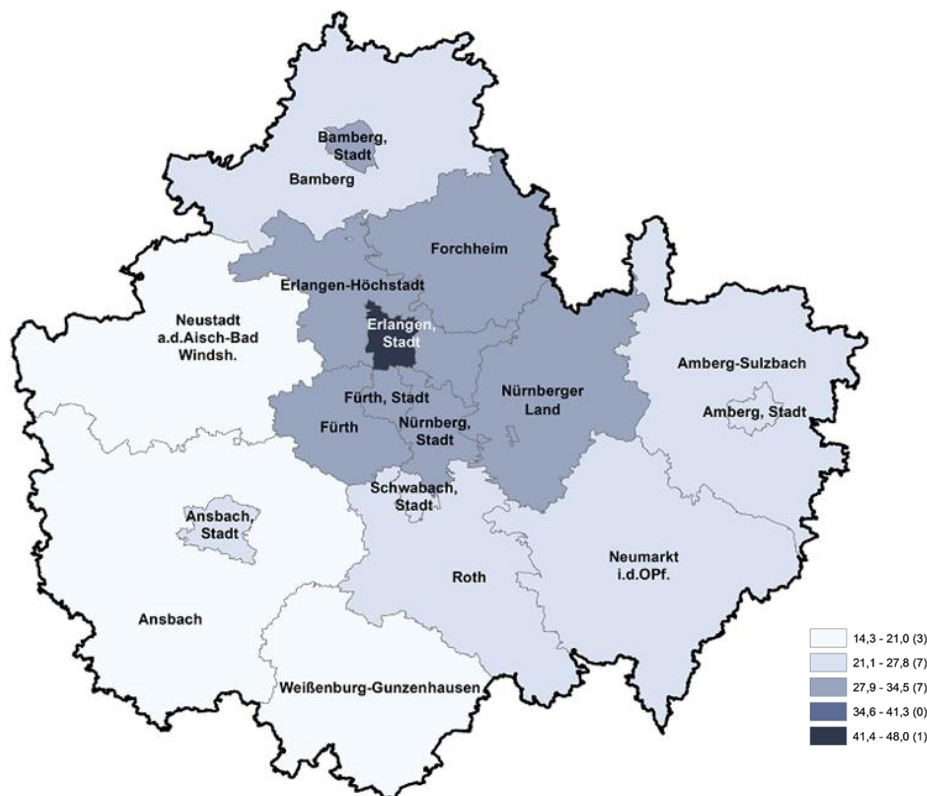 Bamberg,
Stadt
Bamberg
Forchheim
Erlangen-Höchstadt
Neustadt
a.d.Aisch-Bad
Windsh.
Erlangen,
Stadt
Amberg-Sulzbach
Nürnberger
Land
Fürth, Stadt
Amberg, Stadt
Fürth
Nürnberg,
Stadt
Schwabach,
Stadt
Ansbach,
Stadt
Neumarkt
i.d.OPf.
Roth
Ansbach
Weißenburg-Gunzenhausen
14,3 - 21,0 (3)
21,1 - 27,8 (7)
27,9 - 34,5 (7)
34,6 - 41,3 (0)
41,4 - 48,0 (1)